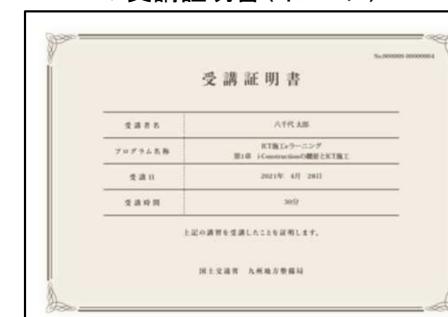 No.000000-00000004
受講証明書
受講者名 八千代 太郎
プログラム名称 ICT施工eラーニング
第1章 i-Constructionの概要とICT施工
受講日 2021年 4月 28日
受講時間 30分
上記の講習を受講したことを証明します。
国土交通省 九州地方整備局